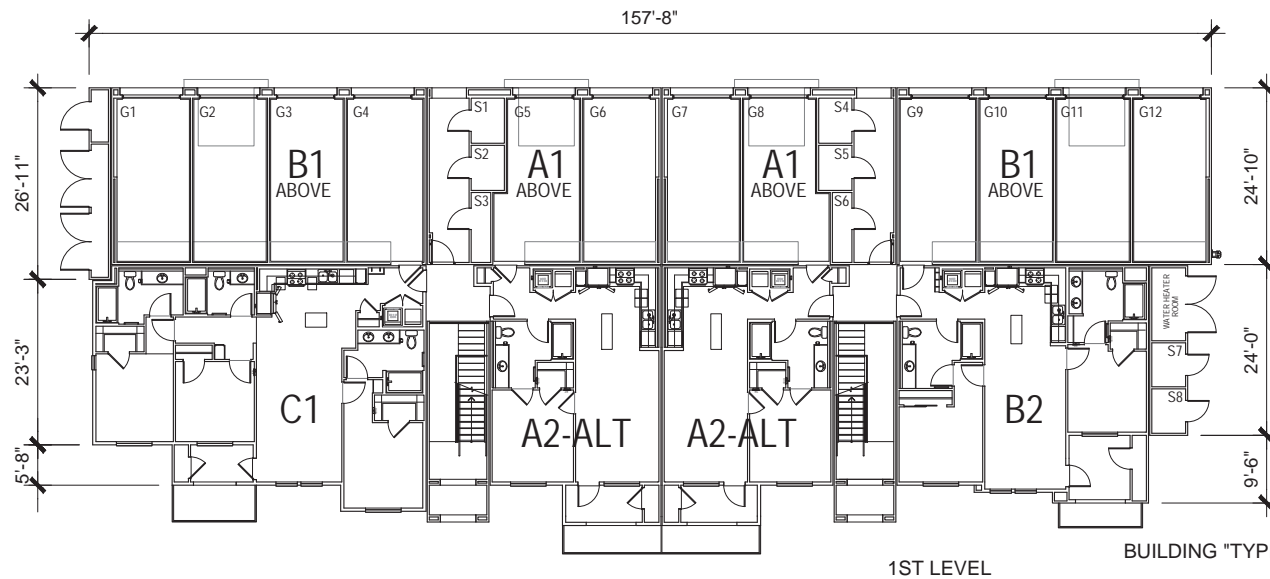 157'-8"
G1 G2 G3 G4 S1 G5 G6 G7 G8 S4 G9 G10 G11 G12
S2 S5
B1 A1 A1 B1
ABOVE ABOVE ABOVE ABOVE
S3 S6
26'-11" 24'-10"
WATER HEATER
ROOM
23'-3" 24'-0"
S7
S8
C1 A2-ALT A2-ALT B2
5'-8" 9'-6"
BUILDING "TYP
1ST LEVEL